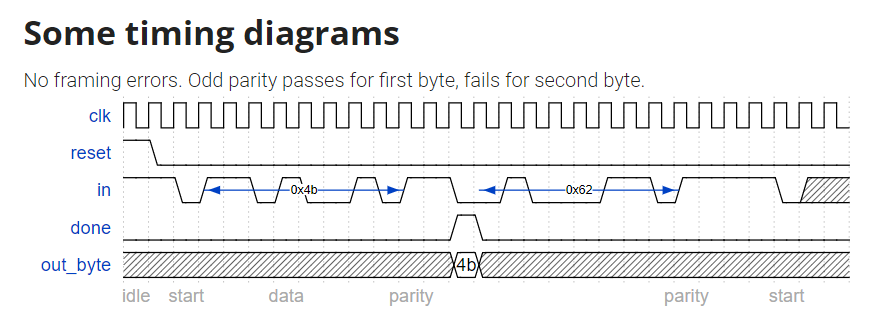 Some timing diagrams
No framing errors. Odd parity passes for first byte, fails for second byte.
clk
reset
in 0x4b 0x62
done
out_byte 4b
idle start data parity parity start